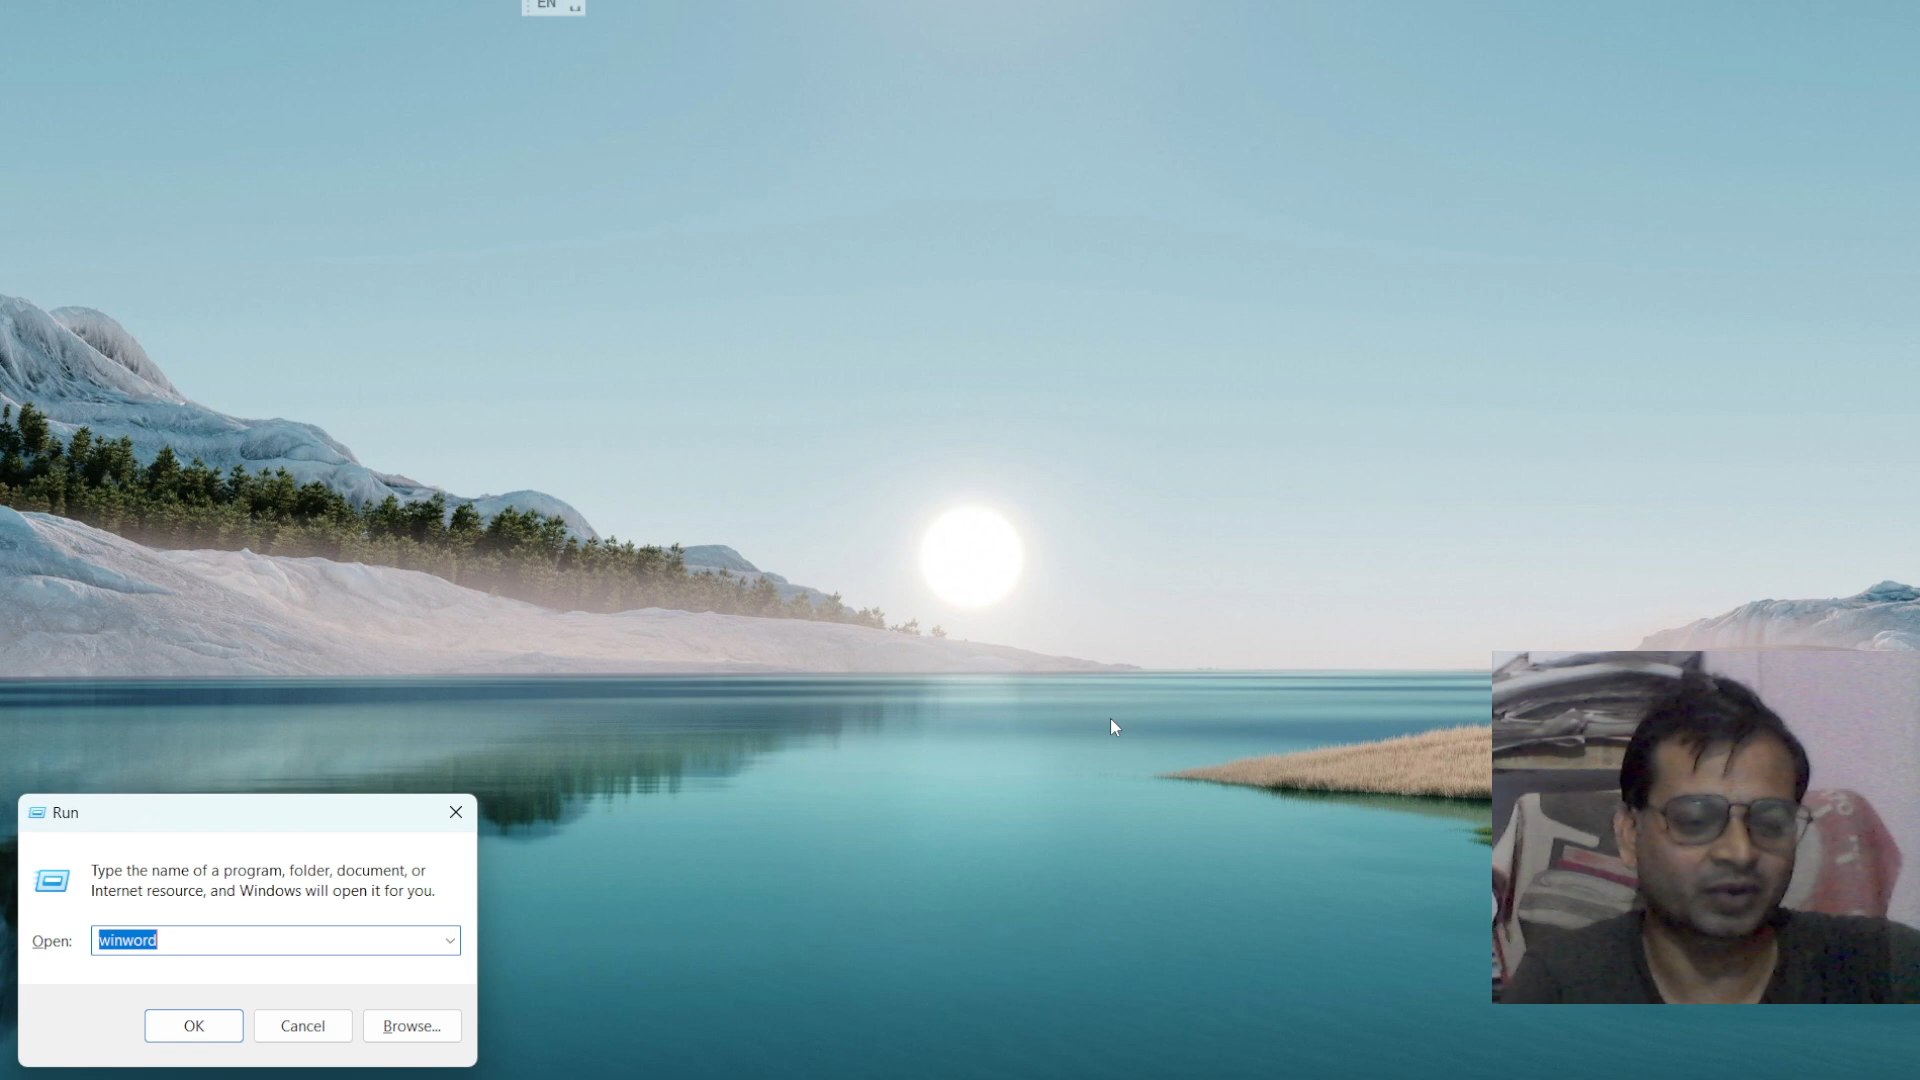 EN
Run
Type the name of a program, folder, document, or
Internet resource, and Windows will open it for you.
Open:
winword
OK
Cancel
Browse...